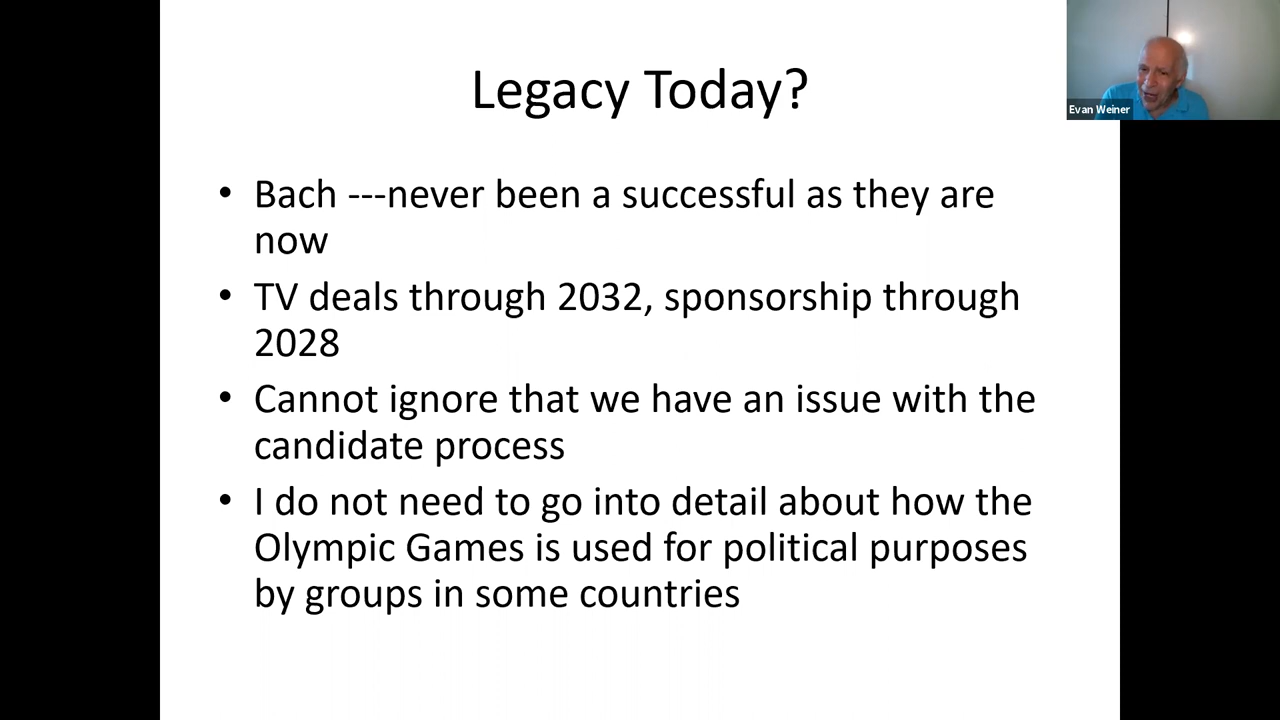 Legacy Today?
Evan Weiner
• Bach ---never been a successful as they are
now
• TV deals through 2032, sponsorship through
2028
• Cannot ignore that we have an issue with the
candidate process
• I do not need to go into detail about how the
Olympic Games is used for political purposes
by groups in some countries